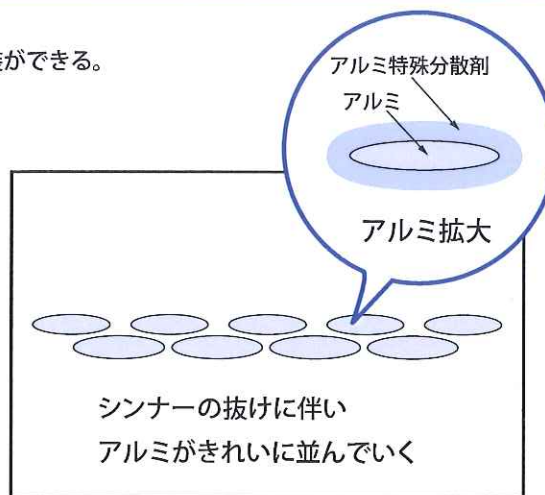 ができる。
アルミ特殊分散剤
アルミ
アルミ拡大
シンナーの抜けに伴い
アルミがきれいに並んでいく